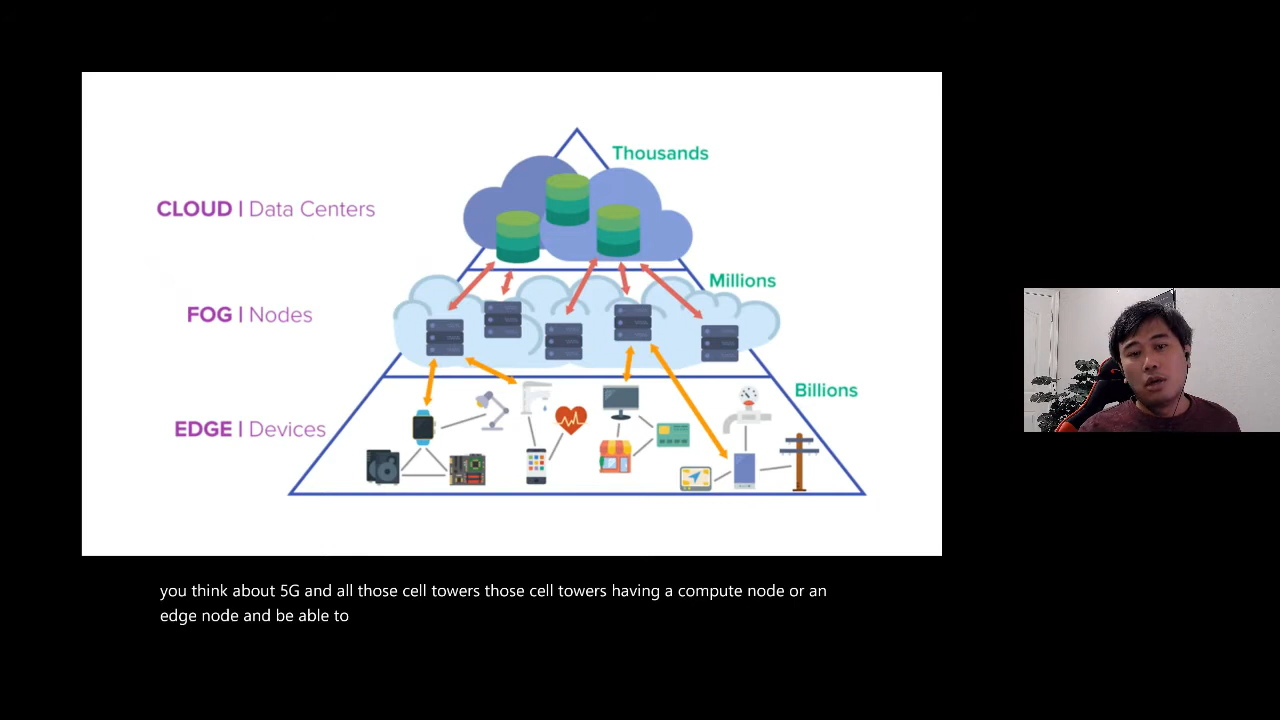 Thousands
CLOUD | Data Centers
Millions
FOG | Nodes
Billions
EDGE | Devices
you think about 5G and all those cell towers those cell towers having a compute node or an
edge node and be able to